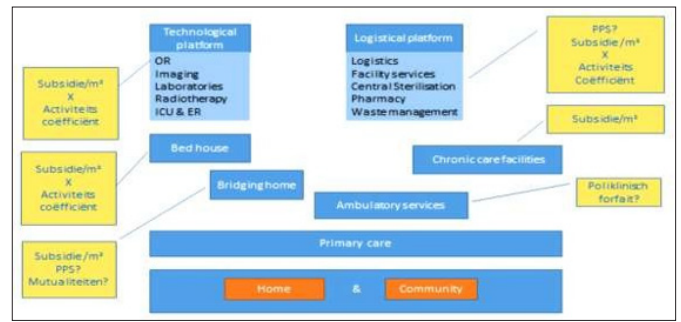 Technological
platform
OR
Imaging
Laboratories
Radiotherapy
ICU & ER
Logistical platform
Logistics
Facility services
Central Sterilisation
Pharmacy
Waste management
PPS?
Subsidie/m²
X
Activiteits
Coëfficiënt
Subsidie/m²
X
Activiteits
coëfficiënt
Subsidie/m²
Bed house
Chronic care facilities
Subsidie/m²
X
Activiteits
coëfficiënt
Bridging home
Ambulatory services
Poliklinisch
forfait?
Primary care
Subsidie/m²
PPS?
Mutualiteiten?
Home & Community